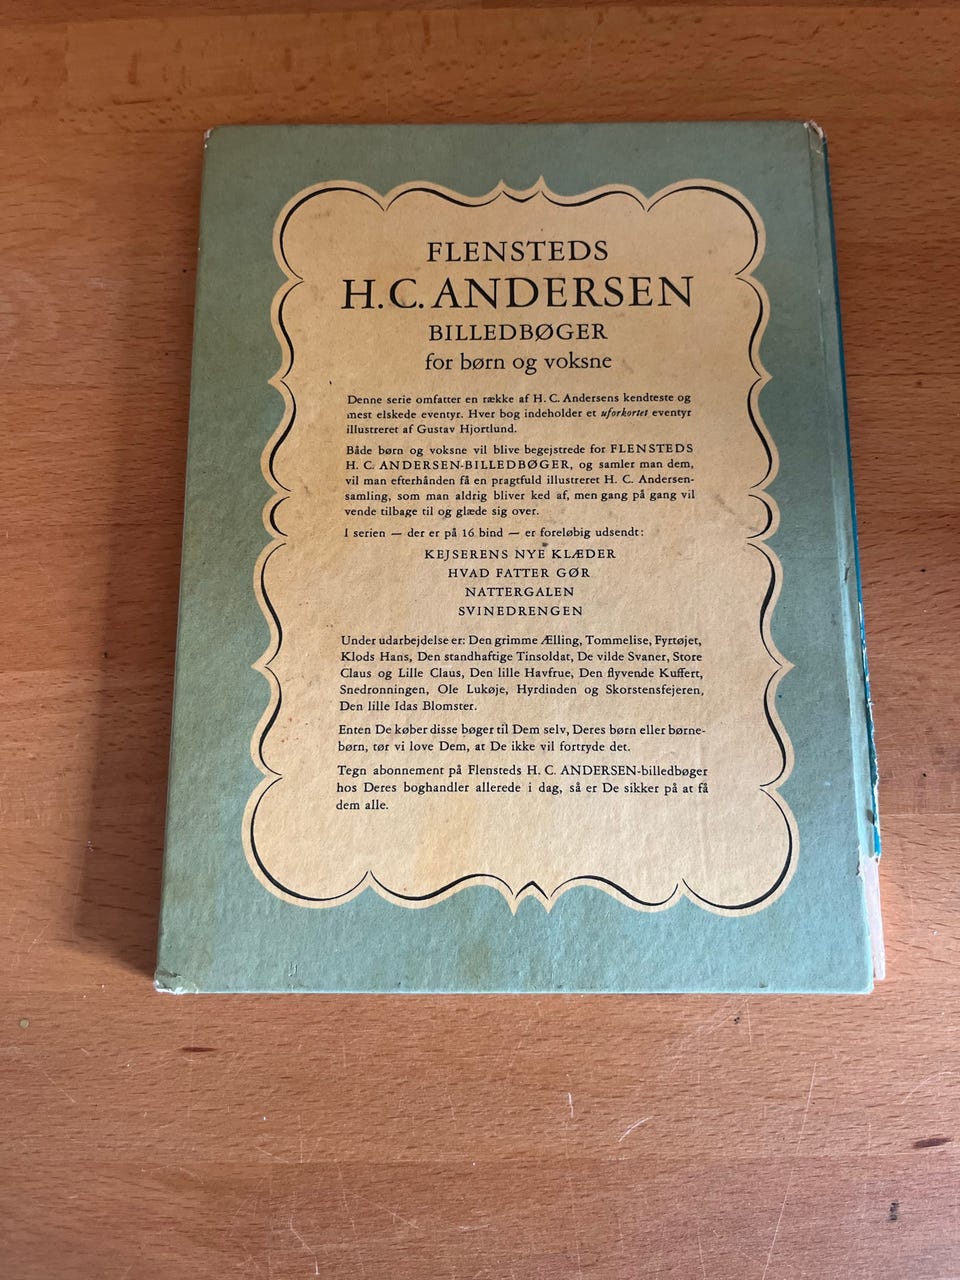 FLENSTEDS
H. C. ANDERSEN
BILLEDBØGER
for børn og voksne
Denne serie omfatter en række af H. C. Andersens kendteste og
mest elskede eventyr. Hver bog indeholder et uforkortet eventyr
illustreret af Gustav Hjortlund.
Både børn og voksne vil blive begejstrede for FLENSTEDS
H. C. ANDERSEN-BILLEDBØGER, og samler man dem,
vil man efterhånden få en pragtfuld illustreret H. C. Andersen-
samling, som man aldrig bliver ked af, men gang på gang vil
vende tilbage til og glæde sig over.
I serien — der er på 16 bind — er foreløbig udsendt:
KEJSERENS NYE KLÆDER
HVAD FATTER GØR
NATTERGALEN
SVINEDRENGEN
Under udarbejdelse er: Den grimme Ælling, Tommelise, Fyrtøjet,
Klods Hans, Den standhaftige Tinsoldat, De vilde Svaner, Store
Claus og Lille Claus, Den lille Havfrue, Den flyvende Kuffert,
Snedronningen, Ole Lukøje, Hyrdinden og Skorstensfejeren,
Den lille Idas Blomster.
Enten De køber disse bøger til Dem selv, Deres børn eller børne-
børn, tør vi love Dem, at De ikke vil fortryde det.
Tegn abonnement på Flensteds H. C. ANDERSEN-billedbøger
hos Deres boghandler allerede i dag, så er De sikker på at få
dem alle.